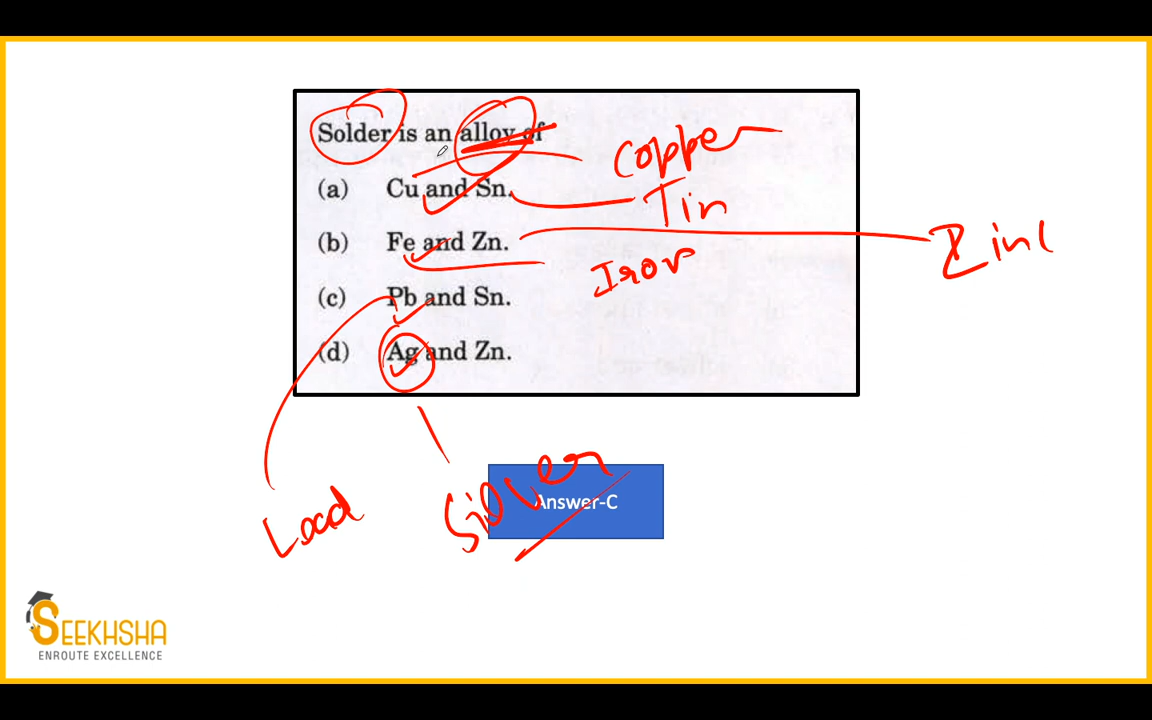 Solder is an alloy of
(a) Cu and Sn.
(b) Fe and Zn.
(c) Pb and Sn.
(d) Ag and Zn.
Copper
Tin
Iron
Zinc
Lead
Silver
Answer-C
SEEKHSHA
ENROUTE EXCELLENCE